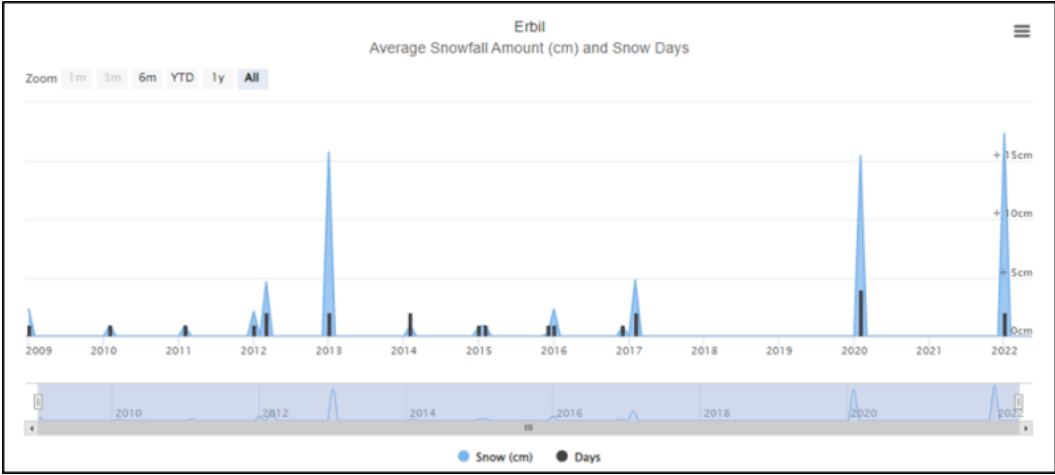 Erbil
Average Snowfall Amount (cm) and Snow Days
Zoom 1m 3m 6m YTD 1y All
+ 15cm
+ 10cm
+ 5cm
0cm
2009 2010 2011 2012 2013 2014 2015 2016 2017 2018 2019 2020 2021 2022
2010 2012 2014 2016 2018 2020 2022
Snow (cm) Days